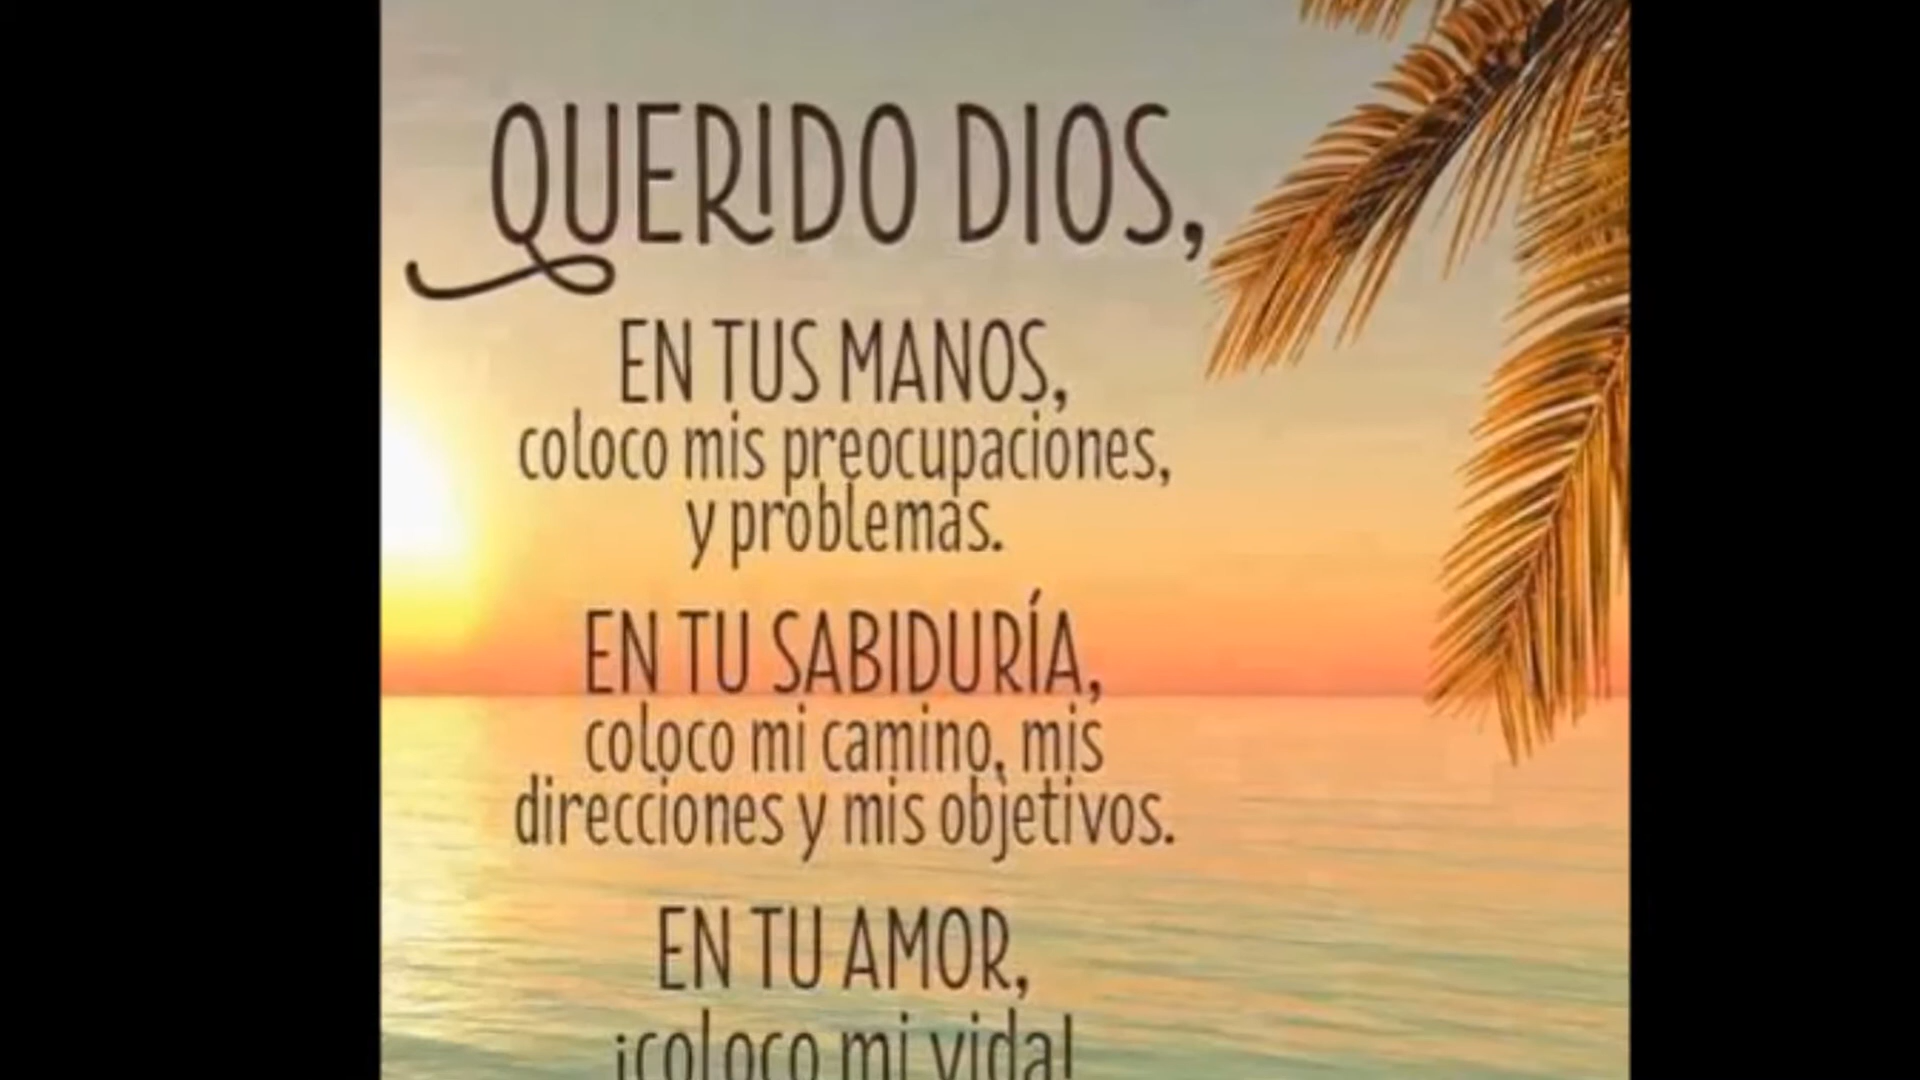 QUERIDO DIOS,
EN TUS MANOS,
coloco mis preocupaciones,
y problemas.
EN TU SABIDURÍA,
coloco mi camino, mis
direcciones y mis objetivos.
EN TU AMOR,
¡coloco mi vida!